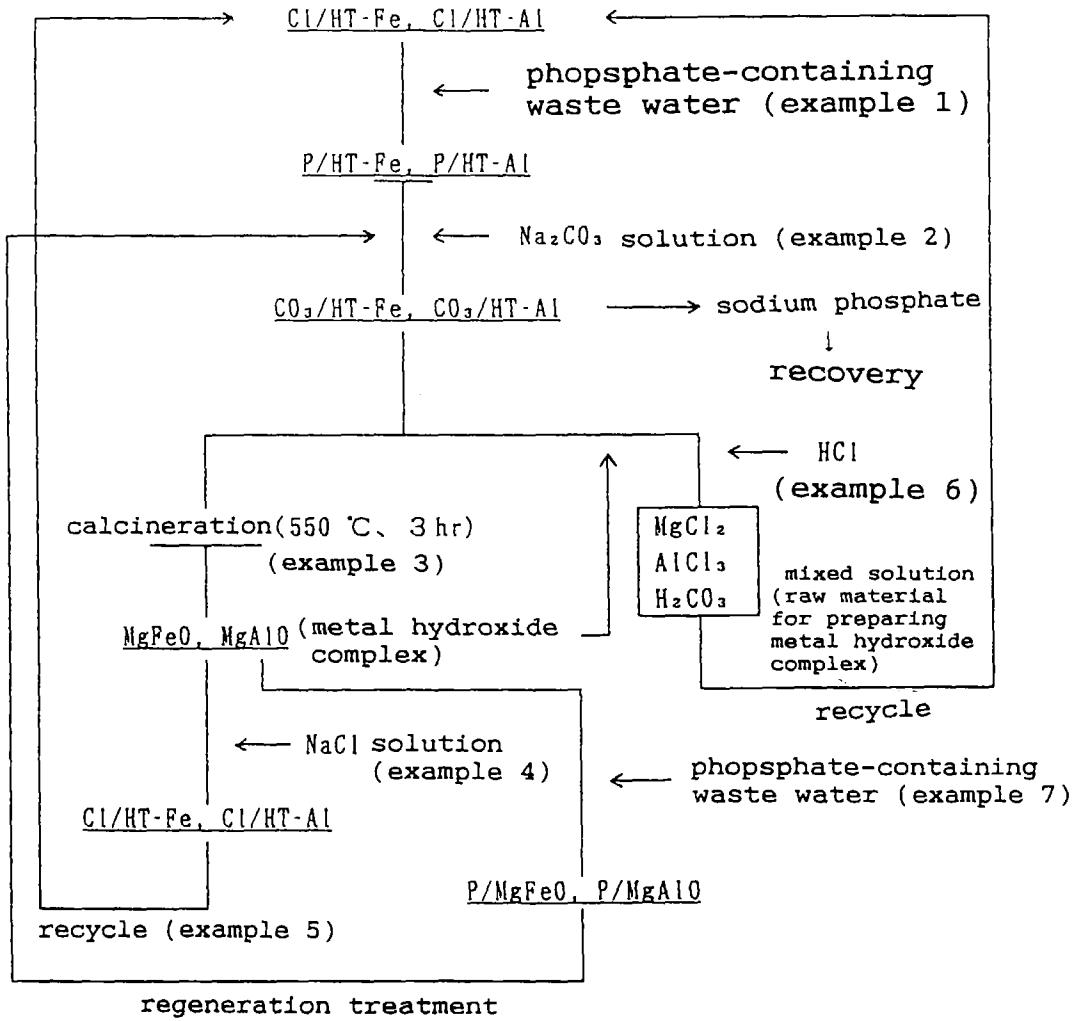 Cl/HT-Fe, Cl/HT-Al
phopsphate-containing
waste water (example 1)
P/HT-Fe, P/HT-Al
Na₂CO₃ solution (example 2)
CO₃/HT-Fe, CO₃/HT-Al
sodium phosphate
recovery
HCl
(example 6)
calcineration(550 ℃、3 hr)
(example 3)
MgCl₂
AlCl₃
H₂CO₃
mixed solution
(raw material
for preparing
metal hydroxide
complex)
MgFeO, MgAlO (metal hydroxide
complex)
recycle
NaCl solution
(example 4)
phopsphate-containing
waste water (example 7)
Cl/HT-Fe, Cl/HT-Al
P/MgFeO, P/MgAlO
recycle (example 5)
regeneration treatment